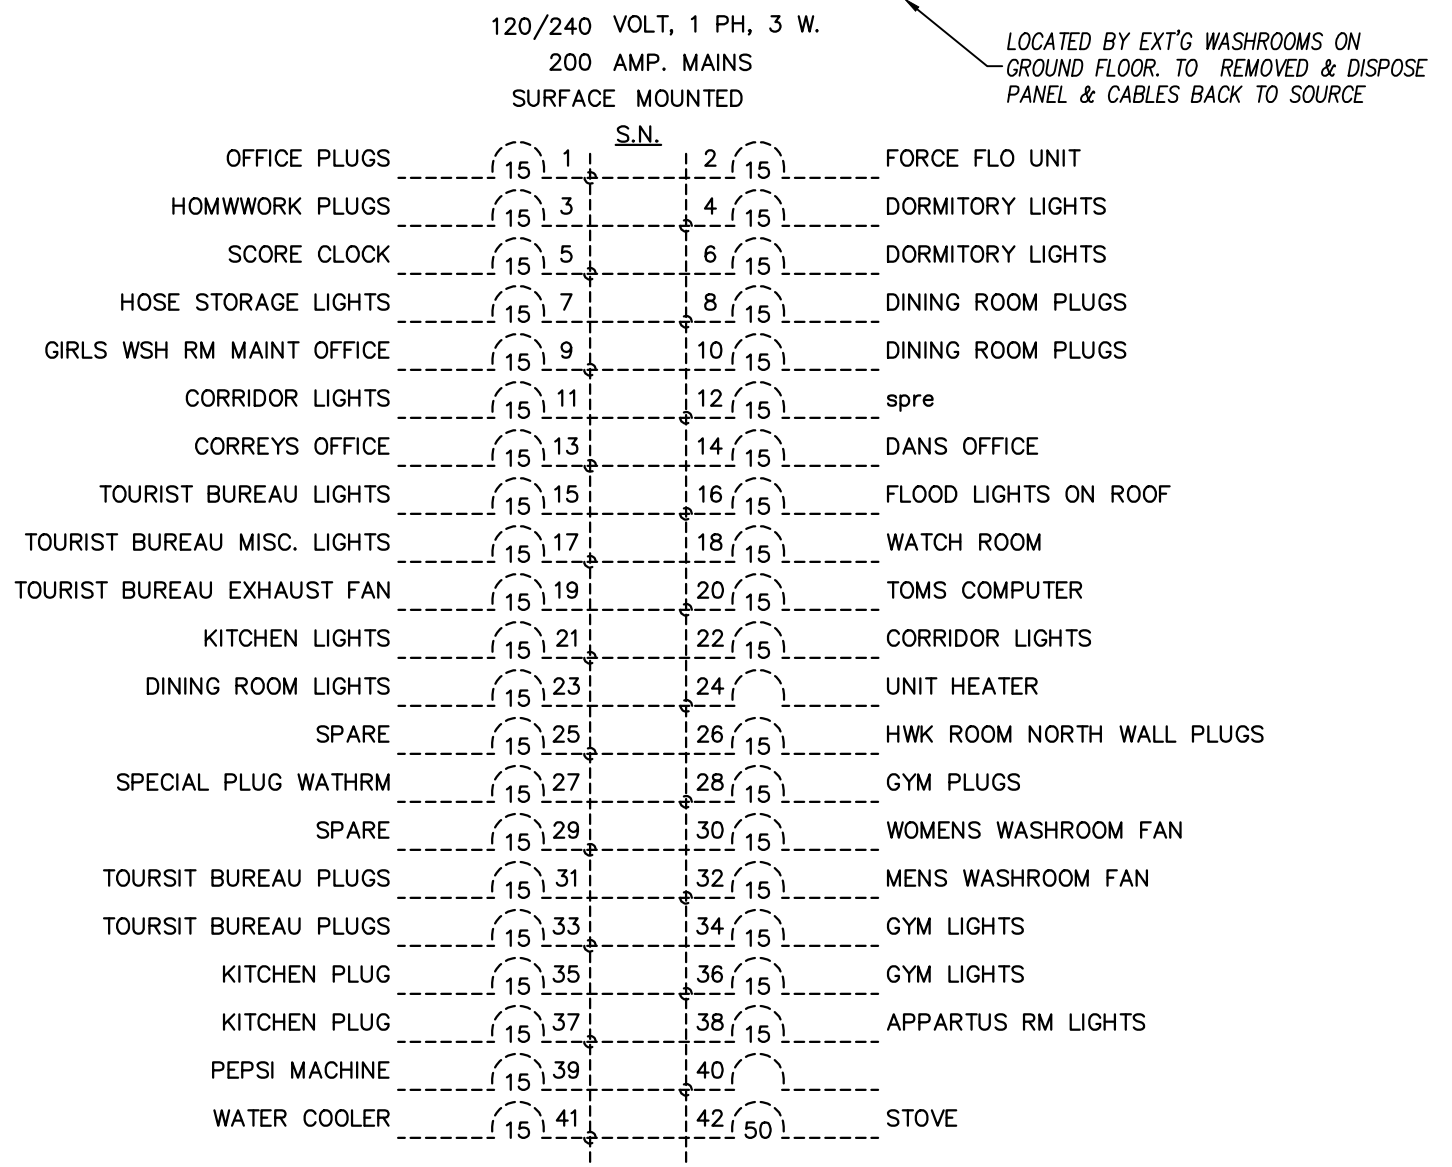 120/240 VOLT, 1 PH, 3 W.
200 AMP. MAINS
SURFACE MOUNTED
S.N.
LOCATED BY EXT'G WASHROOMS ON
GROUND FLOOR. TO REMOVED & DISPOSE
PANEL & CABLES BACK TO SOURCE
OFFICE PLUGS 15 1 2 15 FORCE FLO UNIT
HOMWWORK PLUGS 15 3 4 15 DORMITORY LIGHTS
SCORE CLOCK 15 5 6 15 DORMITORY LIGHTS
HOSE STORAGE LIGHTS 15 7 8 15 DINING ROOM PLUGS
GIRLS WSH RM MAINT OFFICE 15 9 10 15 DINING ROOM PLUGS
CORRIDOR LIGHTS 15 11 12 15 spre
CORREYS OFFICE 15 13 14 15 DANS OFFICE
TOURIST BUREAU LIGHTS 15 15 16 15 FLOOD LIGHTS ON ROOF
TOURIST BUREAU MISC. LIGHTS 15 17 18 15 WATCH ROOM
TOURIST BUREAU EXHAUST FAN 15 19 20 15 TOMS COMPUTER
KITCHEN LIGHTS 15 21 22 15 CORRIDOR LIGHTS
DINING ROOM LIGHTS 15 23 24 UNIT HEATER
SPARE 15 25 26 15 HWK ROOM NORTH WALL PLUGS
SPECIAL PLUG WATHRM 15 27 28 15 GYM PLUGS
SPARE 15 29 30 15 WOMENS WASHROOM FAN
TOURSIT BUREAU PLUGS 15 31 32 15 MENS WASHROOM FAN
TOURSIT BUREAU PLUGS 15 33 34 15 GYM LIGHTS
KITCHEN PLUG 15 35 36 15 GYM LIGHTS
KITCHEN PLUG 15 37 38 15 APPARTUS RM LIGHTS
PEPSI MACHINE 15 39 40
WATER COOLER 15 41 42 50 STOVE